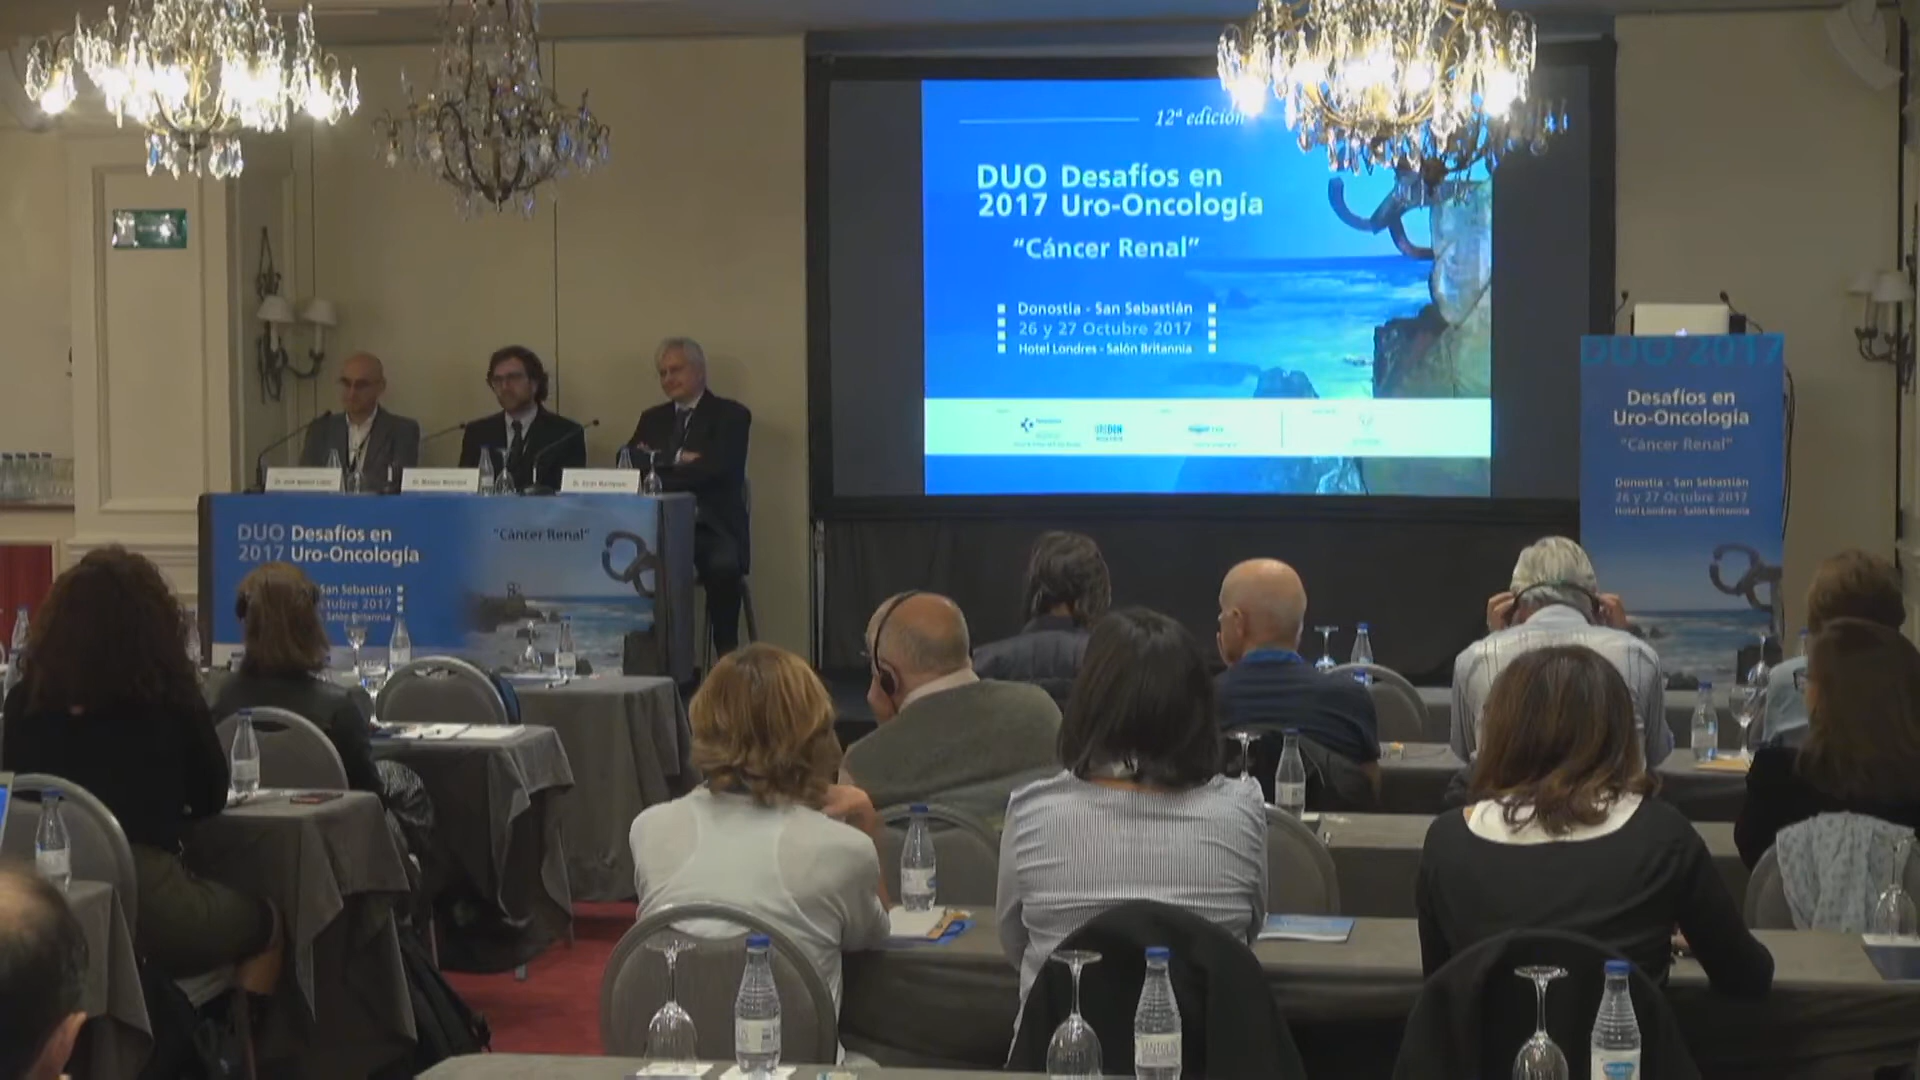 12ª edición
DUO Desafíos en
2017 Uro-Oncología
"Cáncer Renal"
Donostia - San Sebastián
26 y 27 Octubre 2017
Hotel Londres - Salón Britannia
DUO 2017
Desafíos en
Uro-Oncología
"Cáncer Renal"
Donostia - San Sebastián
26 y 27 Octubre 2017
Hotel Londres - Salón Britannia
DUO Desafíos en
2017 Uro-Oncología
"Cáncer Renal"
San Sebastián
ctubre 2017
Salón Britannia